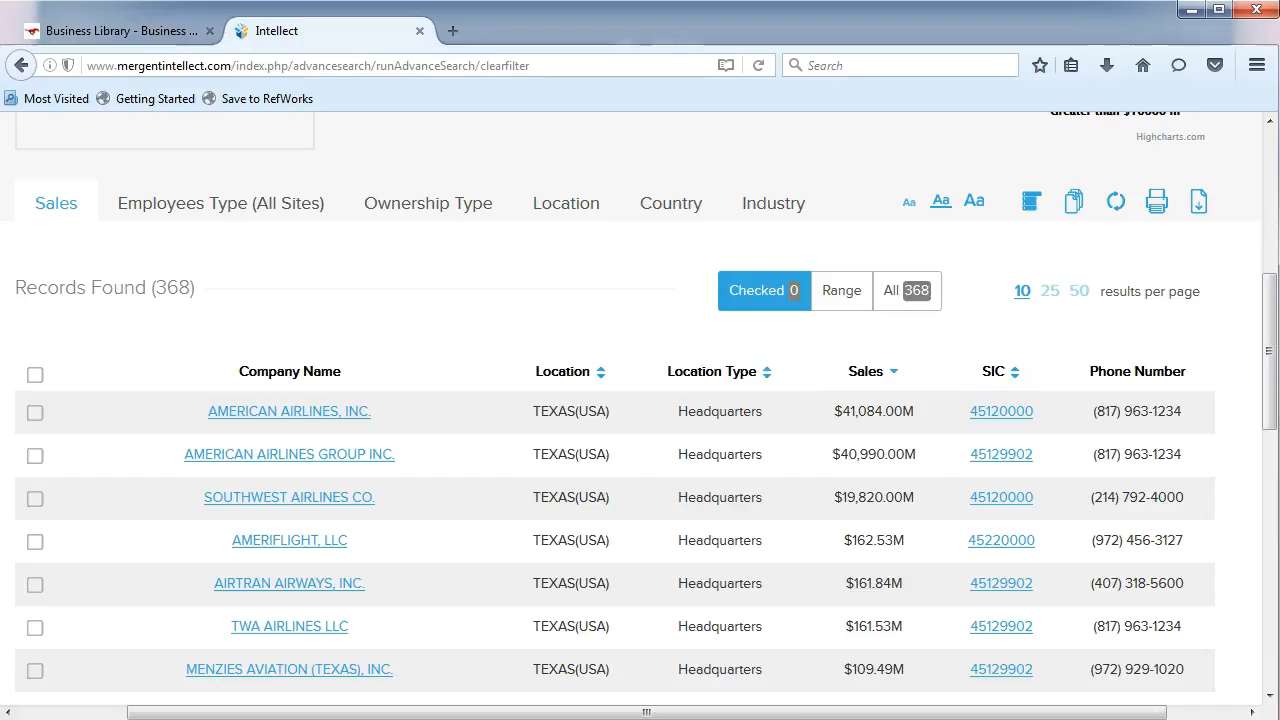 Business Library - Business ...
Intellect
www.mergentintellect.com/index.php/advancesearch/runAdvanceSearch/clearfilter
Search
Most Visited
Getting Started
Save to RefWorks
Highcharts.com
Sales
Employees Type (All Sites)
Ownership Type
Location
Country
Industry
Aa Aa Aa
Records Found (368)
Checked 0 Range All 368
10 25 50 results per page
Company Name Location Location Type Sales SIC Phone Number
AMERICAN AIRLINES, INC. TEXAS(USA) Headquarters $41,084.00M 45120000 (817) 963-1234
AMERICAN AIRLINES GROUP INC. TEXAS(USA) Headquarters $40,990.00M 45129902 (817) 963-1234
SOUTHWEST AIRLINES CO. TEXAS(USA) Headquarters $19,820.00M 45120000 (214) 792-4000
AMERIFLIGHT, LLC TEXAS(USA) Headquarters $162.53M 45220000 (972) 456-3127
AIRTRAN AIRWAYS, INC. TEXAS(USA) Headquarters $161.84M 45129902 (407) 318-5600
TWA AIRLINES LLC TEXAS(USA) Headquarters $161.53M 45129902 (817) 963-1234
MENZIES AVIATION (TEXAS), INC. TEXAS(USA) Headquarters $109.49M 45129902 (972) 929-1020